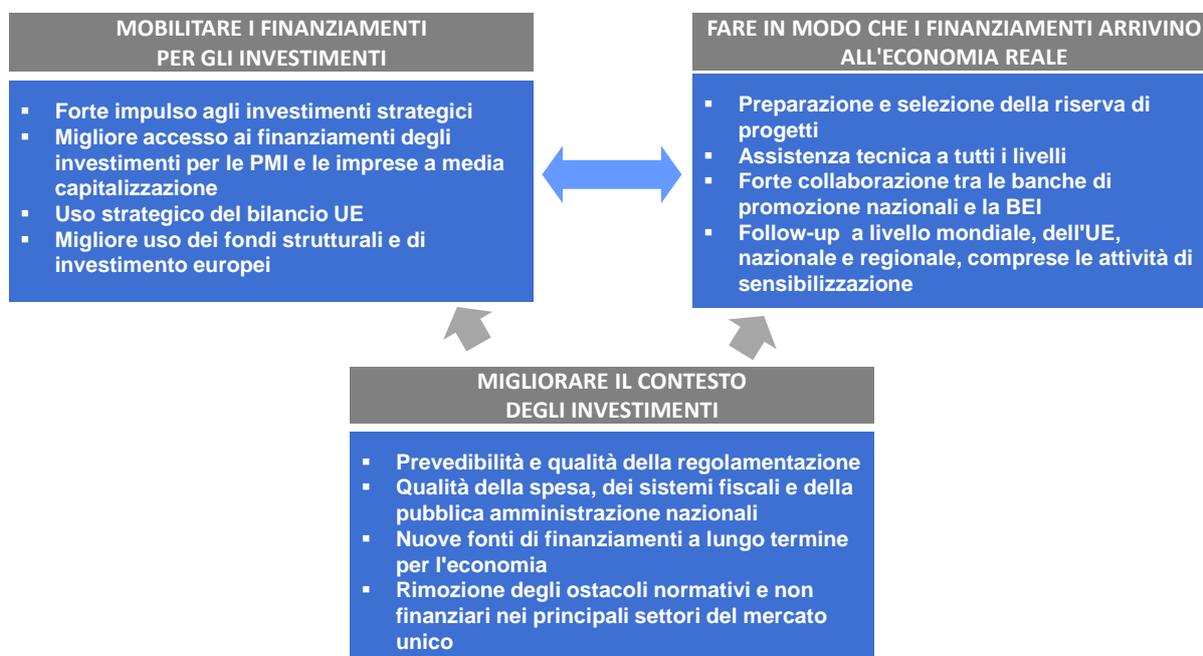 MOBILITARE I FINANZIAMENTI
PER GLI INVESTIMENTI
▪ Forte impulso agli investimenti strategici
▪ Migliore accesso ai finanziamenti degli
investimenti per le PMI e le imprese a media
capitalizzazione
▪ Uso strategico del bilancio UE
▪ Migliore uso dei fondi strutturali e di
investimento europei
FARE IN MODO CHE I FINANZIAMENTI ARRIVINO
ALL'ECONOMIA REALE
▪ Preparazione e selezione della riserva di
progetti
▪ Assistenza tecnica a tutti i livelli
▪ Forte collaborazione tra le banche di
promozione nazionali e la BEI
▪ Follow-up a livello mondiale, dell'UE,
nazionale e regionale, comprese le attività di
sensibilizzazione
MIGLIORARE IL CONTESTO
DEGLI INVESTIMENTI
▪ Prevedibilità e qualità della regolamentazione
▪ Qualità della spesa, dei sistemi fiscali e della
pubblica amministrazione nazionali
▪ Nuove fonti di finanziamenti a lungo termine
per l'economia
▪ Rimozione degli ostacoli normativi e non
finanziari nei principali settori del mercato
unico